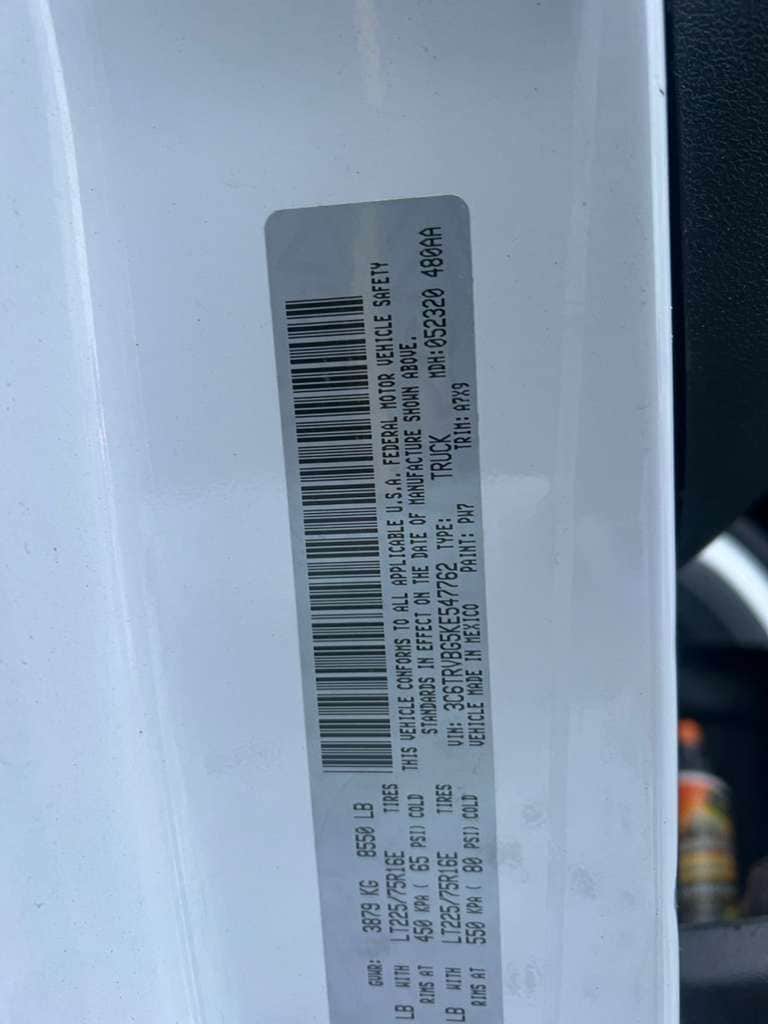 GVWR: 3879 KG 8550 LB
LB WITH LT225/75R16E TIRES
RIMS AT 450 KPA ( 65 PSI) COLD
LB WITH LT225/75R16E TIRES
RIMS AT 550 KPA ( 80 PSI) COLD
THIS VEHICLE CONFORMS TO ALL APPLICABLE U.S.A. FEDERAL MOTOR VEHICLE SAFETY
STANDARDS IN EFFECT ON THE DATE OF MANUFACTURE SHOWN ABOVE.
VIN: 3C6TRVBG5KE547762 TYPE: TRUCK MDH:052320 480AA
VEHICLE MADE IN MEXICO PAINT: PW7 TRIM: A7X9